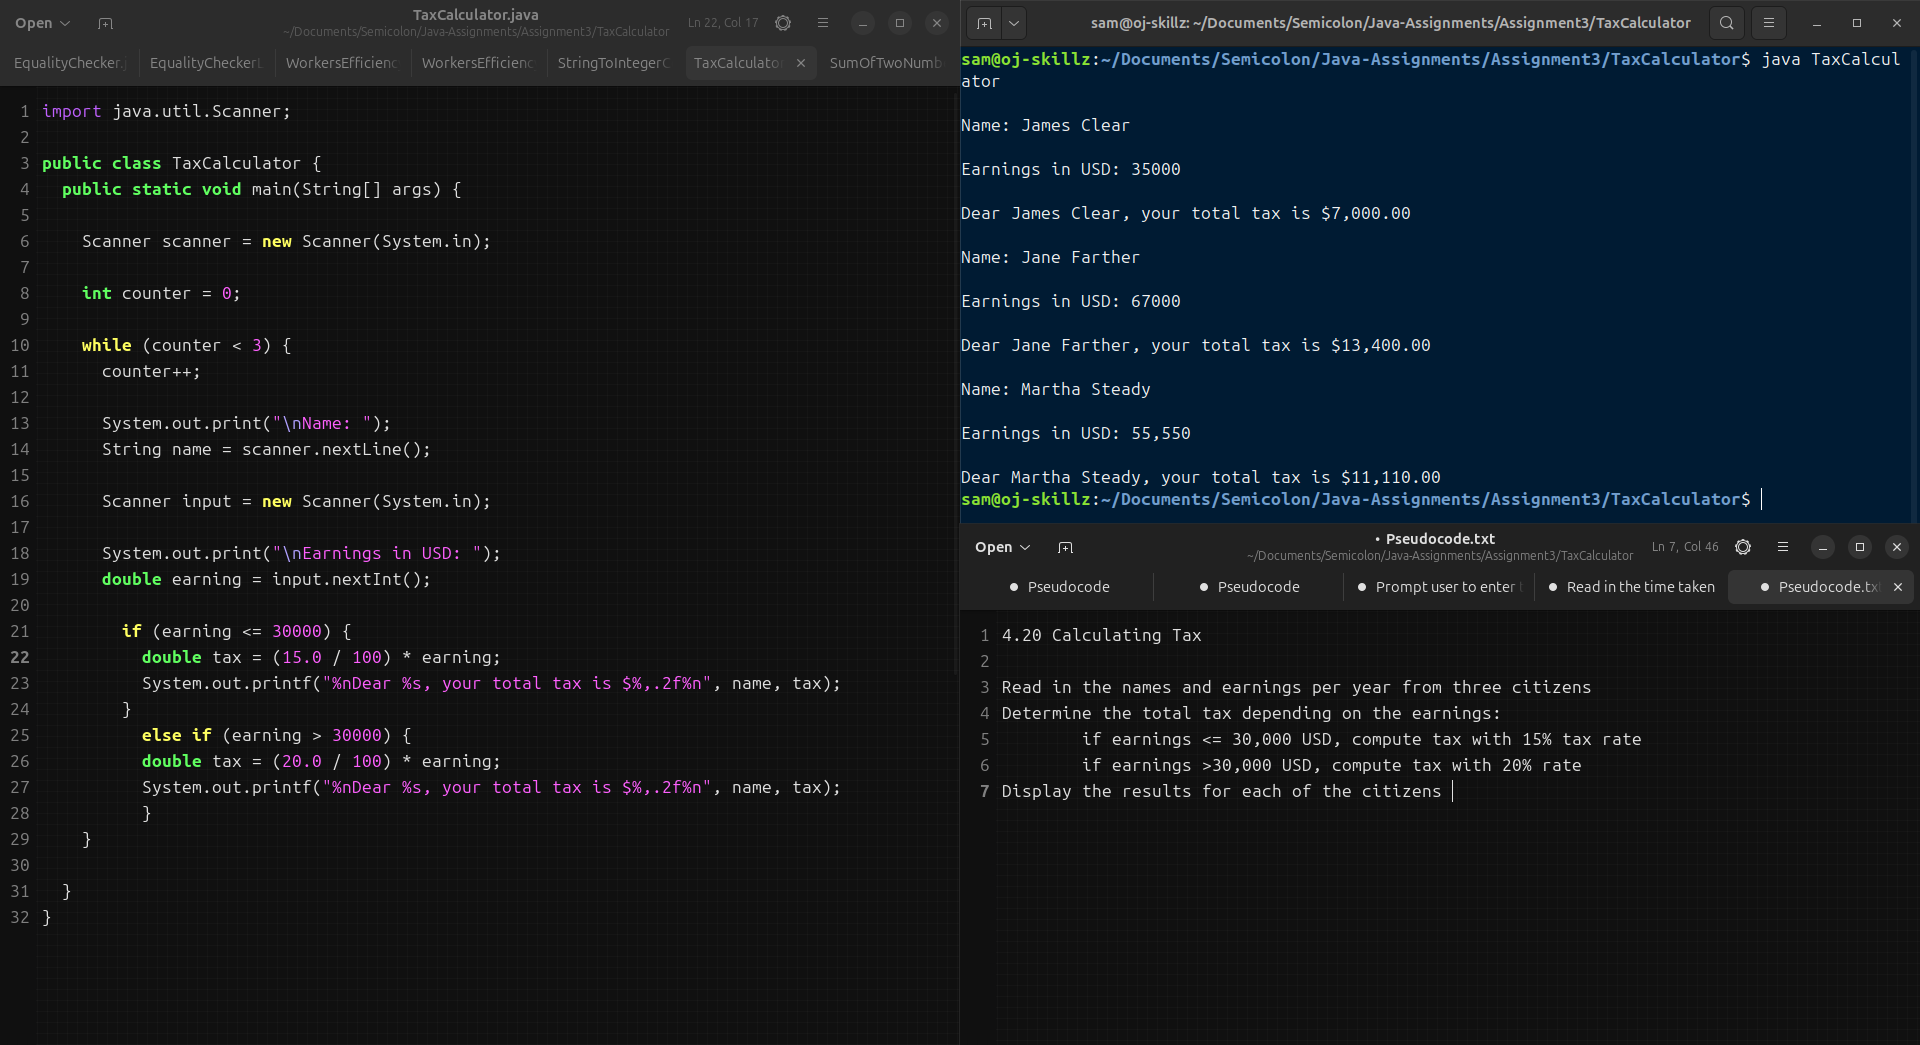 Open
TaxCalculator.java
~/Documents/Semicolon/Java-Assignments/Assignment3/TaxCalculator
Ln 22, Col 17
EqualityChecker.j
EqualityCheckerL
WorkersEfficienc
WorkersEfficienc
StringToIntegerC
TaxCalculator
SumOfTwoNumb
1 import java.util.Scanner;
2
3 public class TaxCalculator {
4 public static void main(String[] args) {
5
6 Scanner scanner = new Scanner(System.in);
7
8 int counter = 0;
9
10 while (counter < 3) {
11 counter++;
12
13 System.out.print("\nName: ");
14 String name = scanner.nextLine();
15
16 Scanner input = new Scanner(System.in);
17
18 System.out.print("\nEarnings in USD: ");
19 double earning = input.nextInt();
20
21 if (earning <= 30000) {
22 double tax = (15.0 / 100) * earning;
23 System.out.printf("%nDear %s, your total tax is $%,.2f%n", name, tax);
24 }
25 else if (earning > 30000) {
26 double tax = (20.0 / 100) * earning;
27 System.out.printf("%nDear %s, your total tax is $%,.2f%n", name, tax);
28 }
29 }
30
31 }
32 }
sam@oj-skillz: ~/Documents/Semicolon/Java-Assignments/Assignment3/TaxCalculator
sam@oj-skillz:~/Documents/Semicolon/Java-Assignments/Assignment3/TaxCalculator$ java TaxCalcul
ator
Name: James Clear
Earnings in USD: 35000
Dear James Clear, your total tax is $7,000.00
Name: Jane Farther
Earnings in USD: 67000
Dear Jane Farther, your total tax is $13,400.00
Name: Martha Steady
Earnings in USD: 55,550
Dear Martha Steady, your total tax is $11,110.00
sam@oj-skillz:~/Documents/Semicolon/Java-Assignments/Assignment3/TaxCalculator$
Open
• Pseudocode.txt
~/Documents/Semicolon/Java-Assignments/Assignment3/TaxCalculator
Ln 7, Col 46
Pseudocode
Pseudocode
Prompt user to enter
Read in the time taken
Pseudocode.txt
1 4.20 Calculating Tax
2
3 Read in the names and earnings per year from three citizens
4 Determine the total tax depending on the earnings:
5 if earnings <= 30,000 USD, compute tax with 15% tax rate
6 if earnings >30,000 USD, compute tax with 20% rate
7 Display the results for each of the citizens